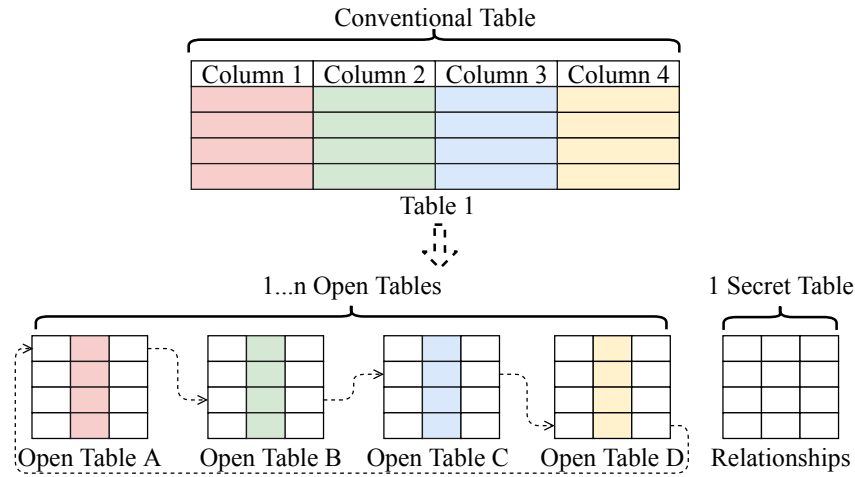 Conventional Table
Column 1 Column 2 Column 3 Column 4
Table 1
1...n Open Tables 1 Secret Table
Open Table A Open Table B Open Table C Open Table D Relationships